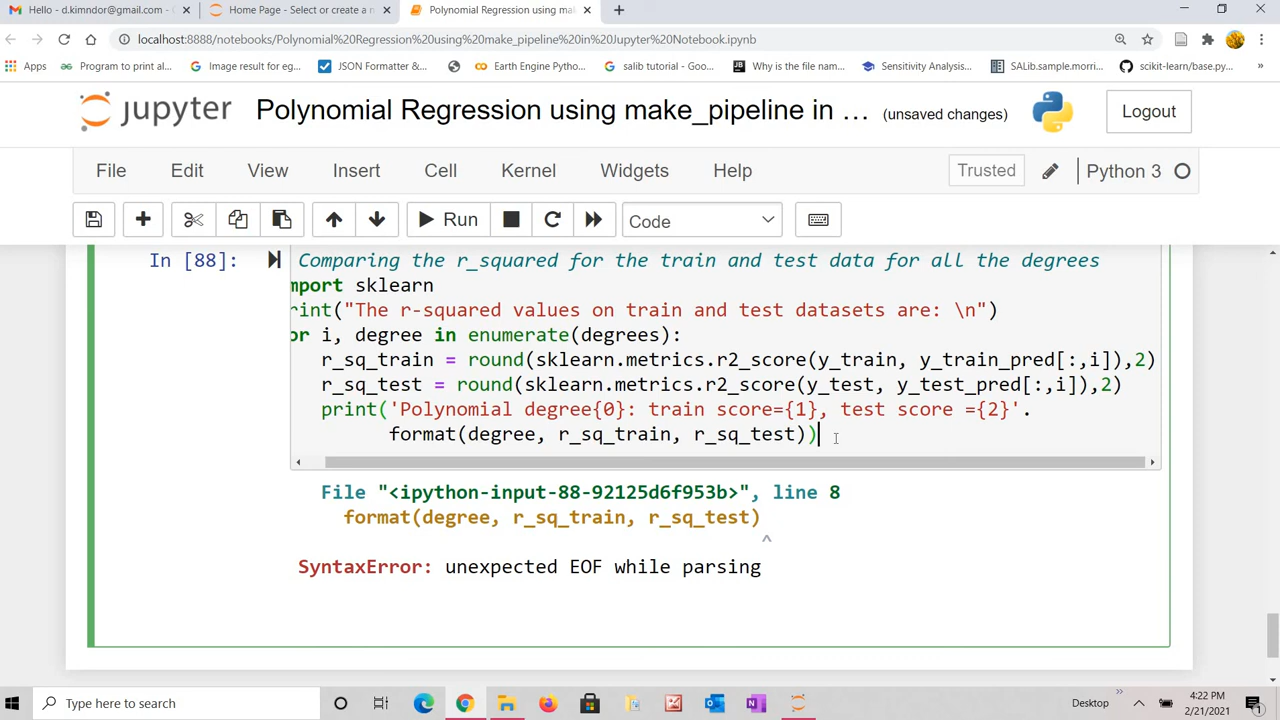 Hello - d.kimndor@gmail.com - 
Home Page - Select or create a n
Polynomial Regression using mak
localhost:8888/notebooks/Polynomial%20Regression%20using%20make_pipeline%20in%20Jupyter%20Notebook.ipynb
Apps
Program to print al...
Image result for eg...
JSON Formatter &...
Earth Engine Pytho...
salib tutorial - Goo...
Why is the file nam...
Sensitivity Analysis...
SALib.sample.morri...
scikit-learn/base.py...
»
jupyter
Polynomial Regression using make_pipeline in ...
(unsaved changes)
Logout
File
Edit
View
Insert
Cell
Kernel
Widgets
Help
Trusted
Python 3
Run
Code
In [88]:
Comparing the r_squared for the train and test data for all the degrees
mport sklearn
rint("The r-squared values on train and test datasets are: \n")
or i, degree in enumerate(degrees):
r_sq_train = round(sklearn.metrics.r2_score(y_train, y_train_pred[:,i]),2)
r_sq_test = round(sklearn.metrics.r2_score(y_test, y_test_pred[:,i]),2)
print('Polynomial degree{0}: train score={1}, test score ={2}'.
format(degree, r_sq_train, r_sq_test))
File "<ipython-input-88-92125d6f953b>", line 8
format(degree, r_sq_train, r_sq_test)
^
SyntaxError: unexpected EOF while parsing
Type here to search
Desktop
»
4:22 PM
2/21/2021